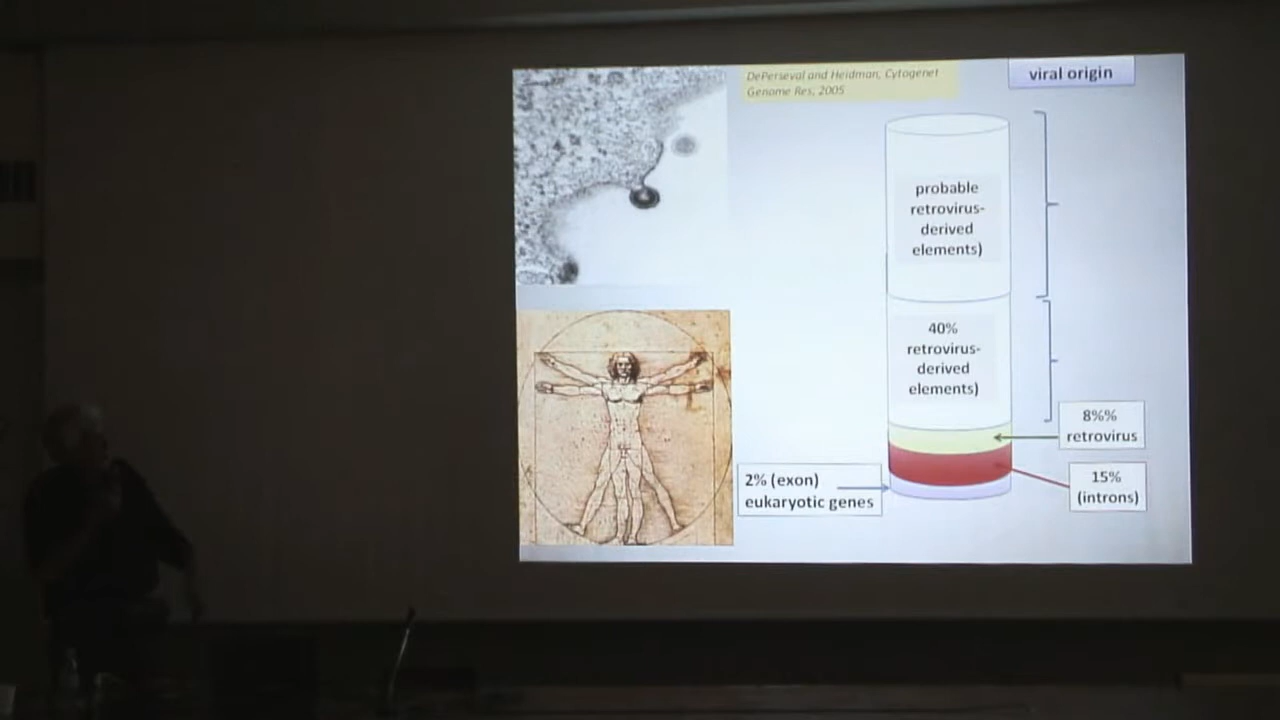 DePerseval and Heidman, Cytogenet
Genome Res, 2005
viral origin
probable
retrovirus-
derived
elements)
40%
retrovirus-
derived
elements)
8%%
retrovirus
2% (exon)
eukaryotic genes
15%
(introns)